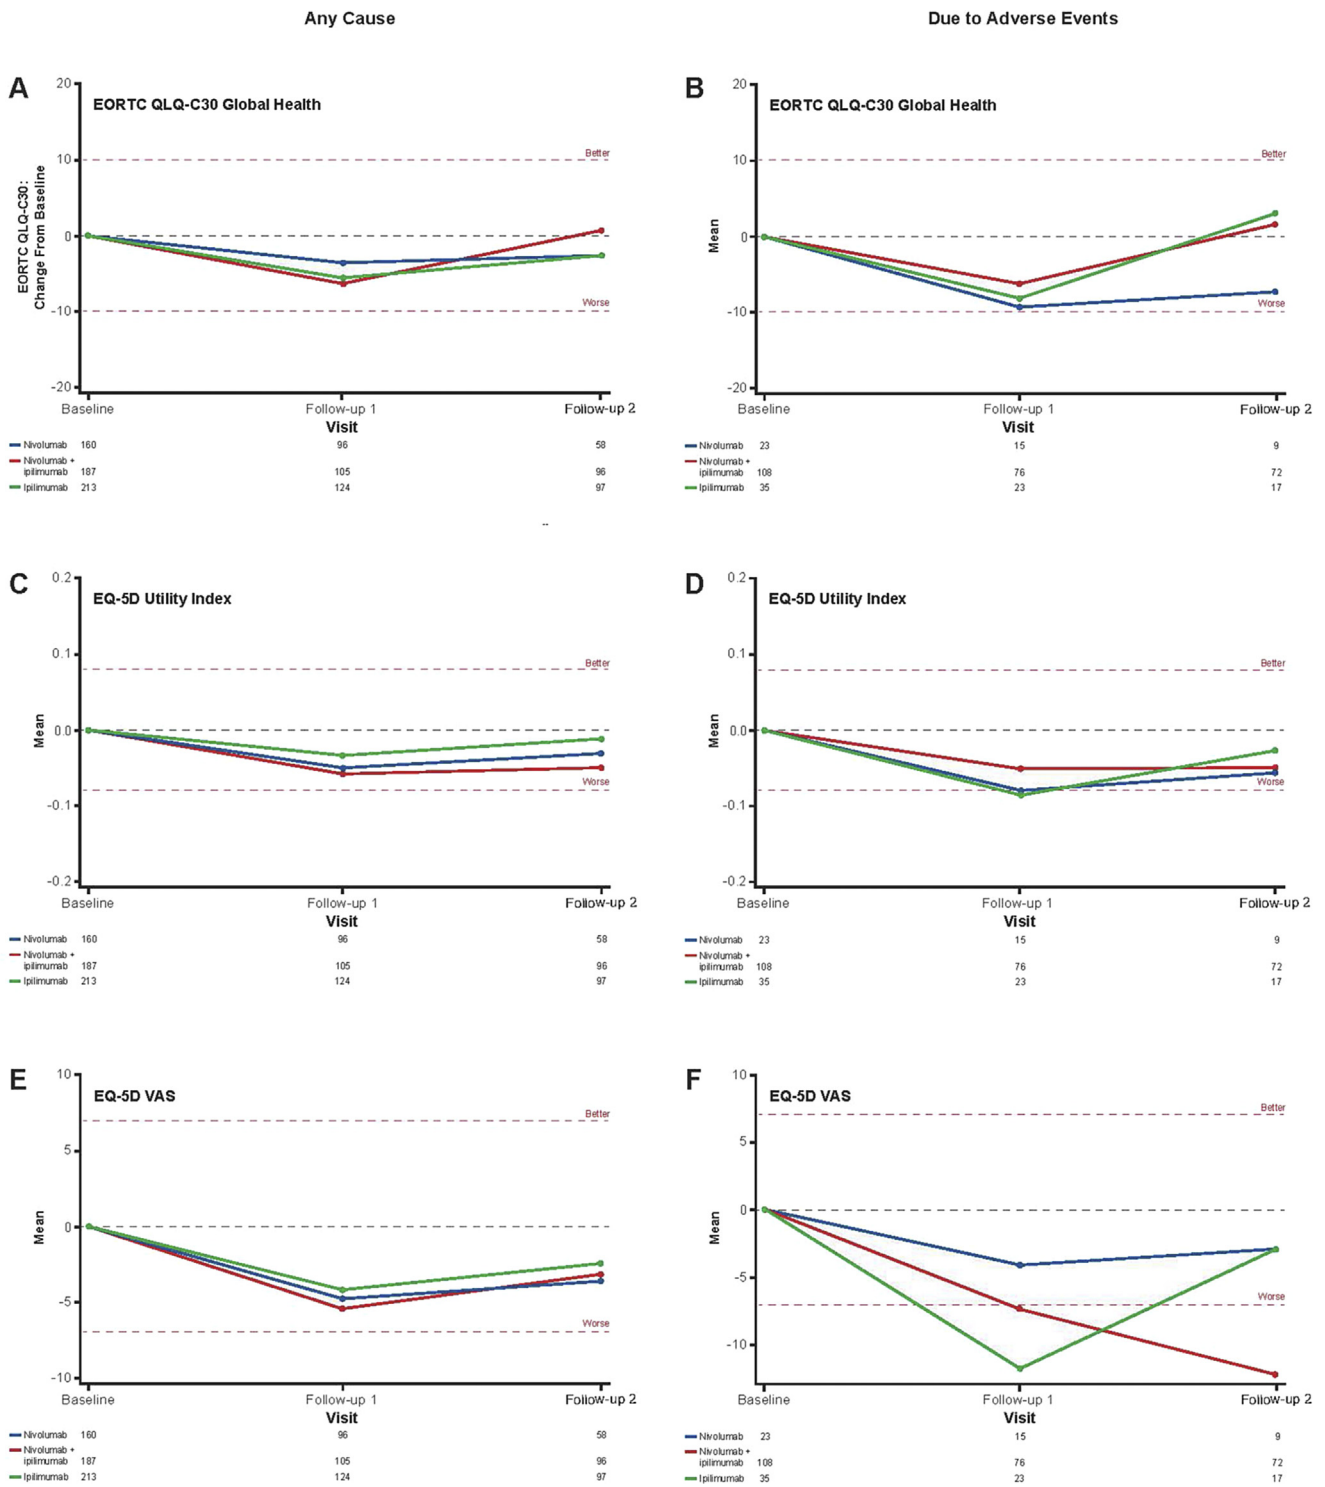 Any Cause
Due to Adverse Events
A
EORTC QLQ-C30 Global Health
EORTC QLQ-C30:
Change From Baseline
20
10
0
-10
-20
Better
Worse
Baseline
Follow-up 1
Follow-up 2
Visit
Nivolumab 160 96 58
Nivolumab +
ipilimumab 187 105 96
Ipilimumab 213 124 97
B
EORTC QLQ-C30 Global Health
Mean
20
10
0
-10
-20
Better
Worse
Baseline
Follow-up 1
Follow-up 2
Visit
Nivolumab 23 15 9
Nivolumab +
ipilimumab 108 76 72
Ipilimumab 35 23 17
--
C
EQ-5D Utility Index
Mean
0.2
0.1
0.0
-0.1
-0.2
Better
Worse
Baseline
Follow-up 1
Follow-up 2
Visit
Nivolumab 160 96 58
Nivolumab +
ipilimumab 187 105 96
Ipilimumab 213 124 97
D
EQ-5D Utility Index
Mean
0.2
0.1
0.0
-0.1
-0.2
Better
Worse
Baseline
Follow-up 1
Follow-up 2
Visit
Nivolumab 23 15 9
Nivolumab +
ipilimumab 108 76 72
Ipilimumab 35 23 17
E
EQ-5D VAS
Mean
10
5
0
-5
-10
Better
Worse
Baseline
Follow-up 1
Follow-up 2
Visit
Nivolumab 160 96 58
Nivolumab +
ipilimumab 187 105 96
Ipilimumab 213 124 97
F
EQ-5D VAS
Mean
10
5
0
-5
-10
Better
Worse
Baseline
Follow-up 1
Follow-up 2
Visit
Nivolumab 23 15 9
Nivolumab +
ipilimumab 108 76 72
Ipilimumab 35 23 17